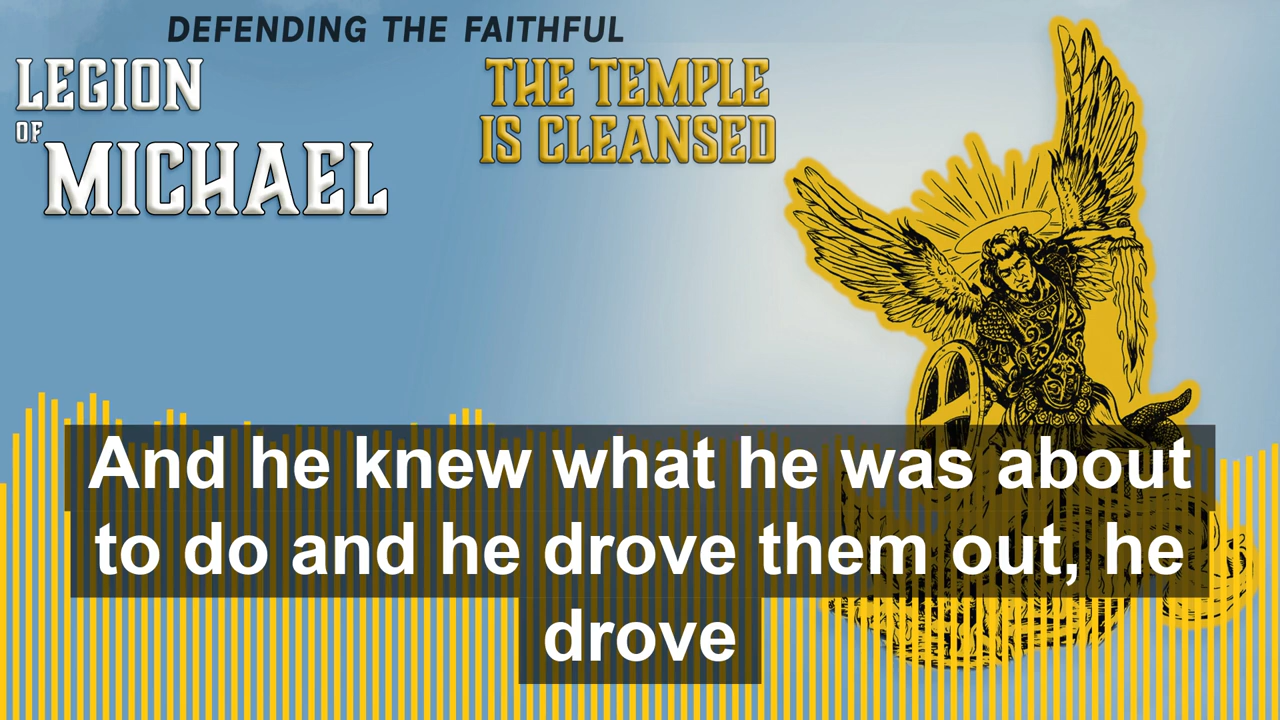 DEFENDING THE FAITHFUL
LEGION
OF
MICHAEL
THE TEMPLE
IS CLEANSED
And he knew what he was about
to do and he drove them out, he
drove